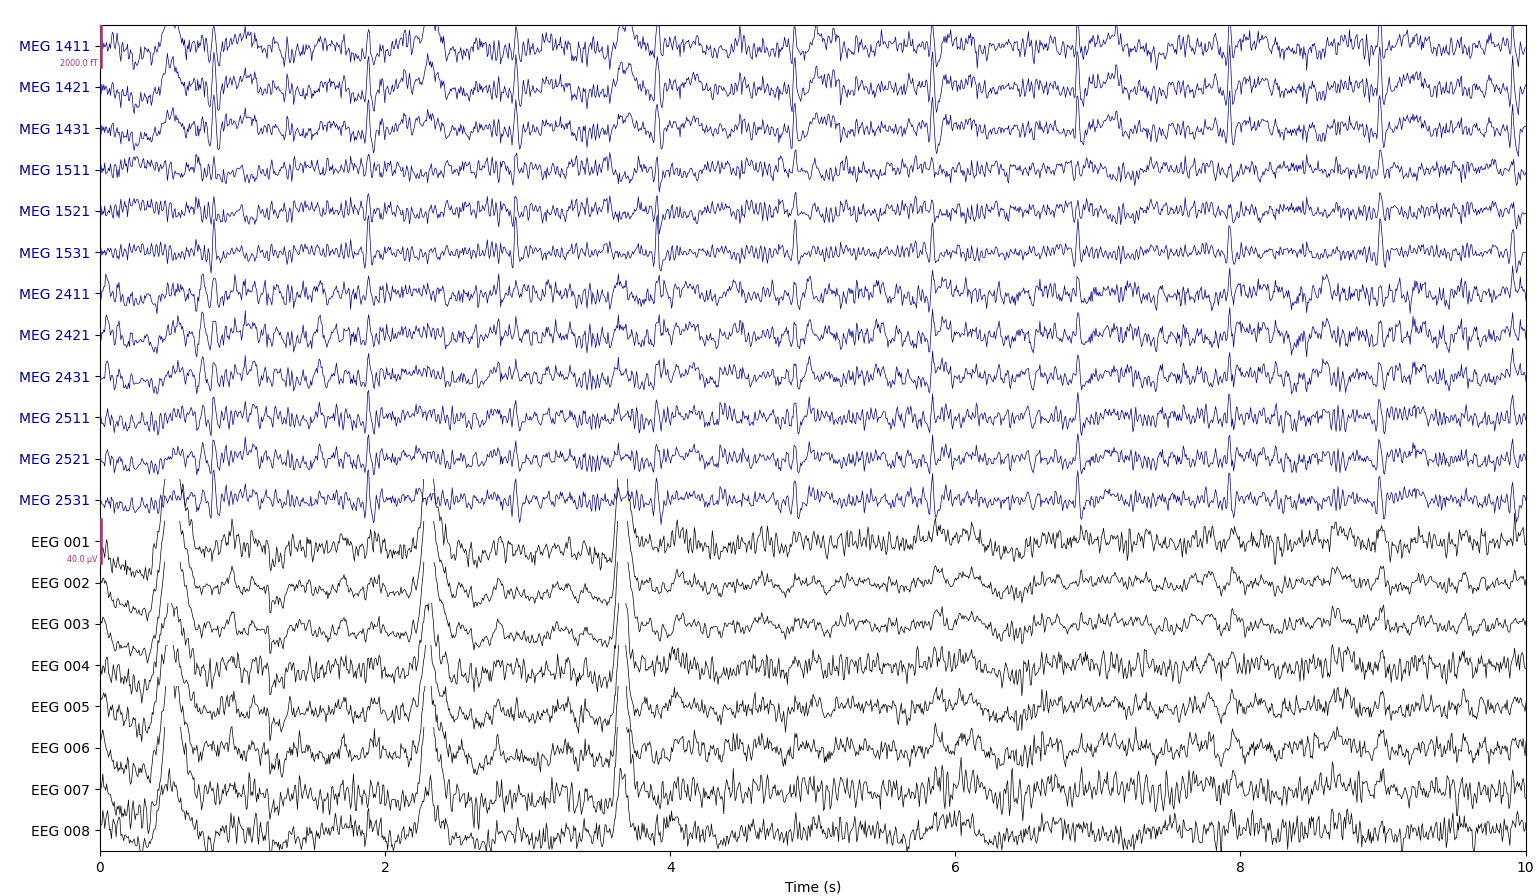 MEG 1411
2000.0 fT
MEG 1421
MEG 1431
MEG 1511
MEG 1521
MEG 1531
MEG 2411
MEG 2421
MEG 2431
MEG 2511
MEG 2521
MEG 2531
EEG 001
40.0 µV
EEG 002
EEG 003
EEG 004
EEG 005
EEG 006
EEG 007
EEG 008
0 2 4 6 8 10
Time (s)